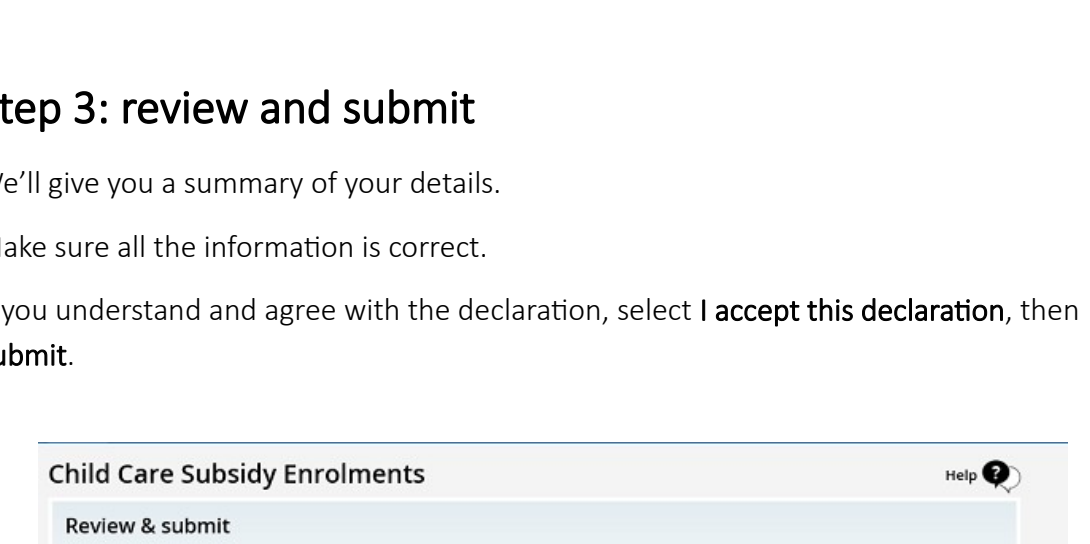 tep 3: review and submit
e'll give you a summary of your details.
ake sure all the information is correct.
you understand and agree with the declaration, select I accept this declaration, then
ubmit.
Child Care Subsidy Enrolments
Help ?
Review & submit